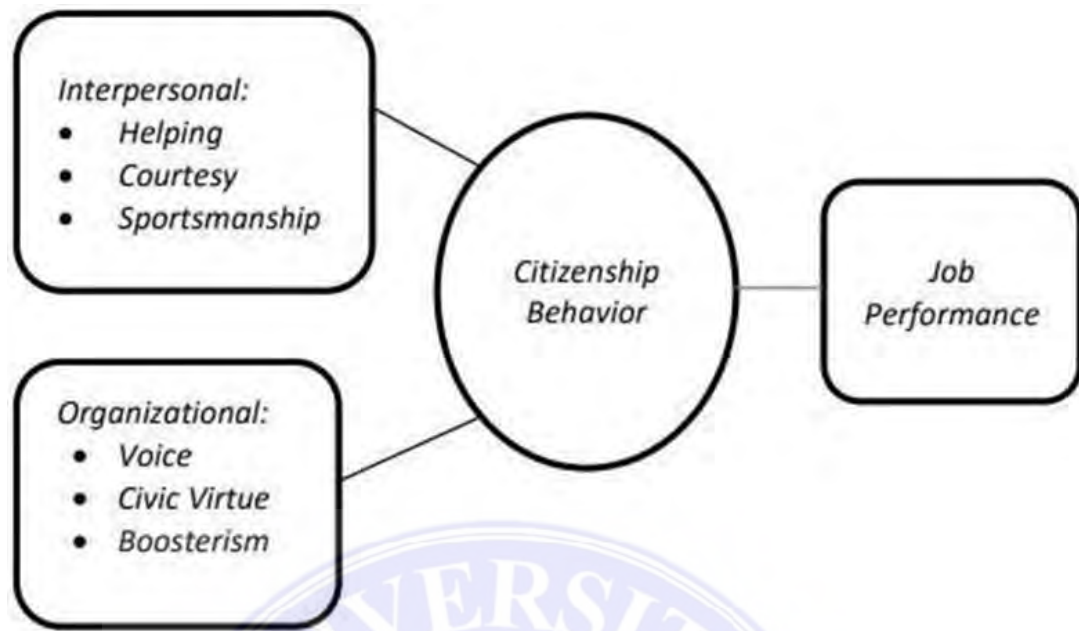 Interpersonal:
• Helping
• Courtesy
• Sportsmanship
Citizenship
Behavior
Job
Performance
Organizational:
• Voice
• Civic Virtue
• Boosterism